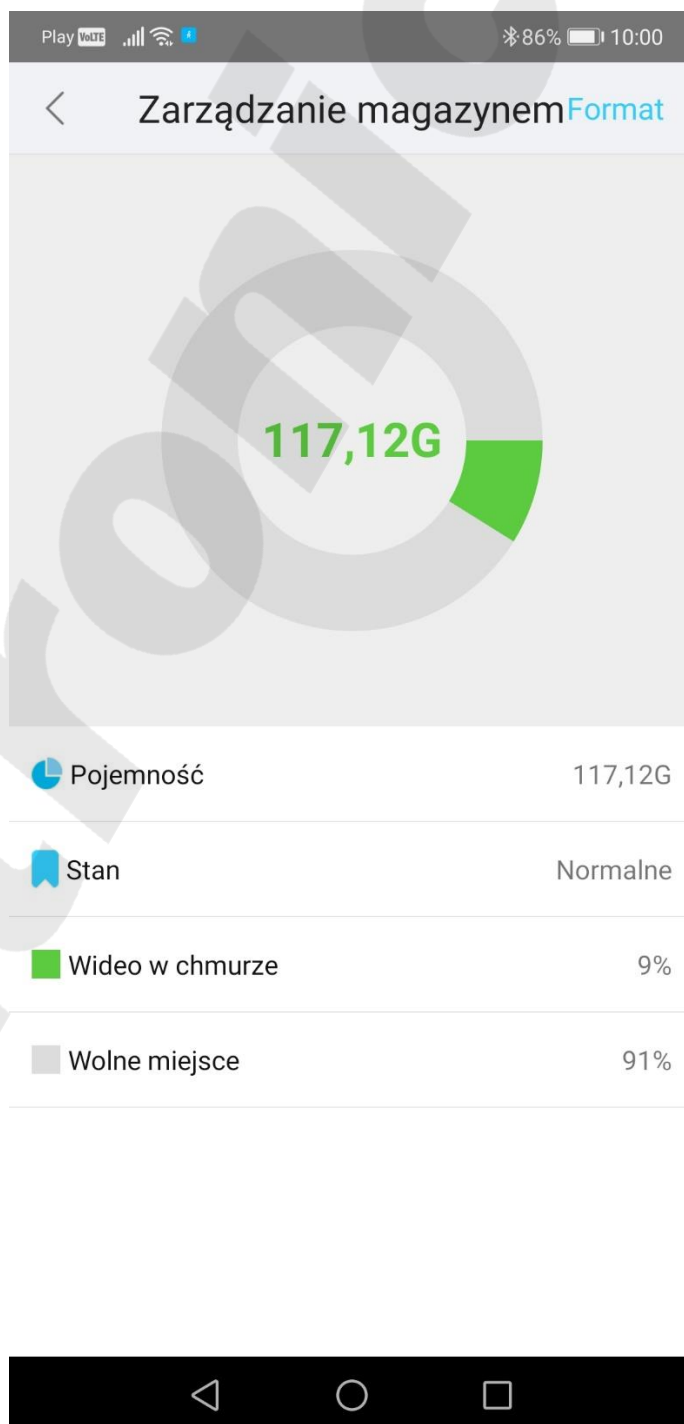 Play VoLTE 86% 10:00
Zarządzanie magazynem Format
117,12G
Pojemność 117,12G
Stan Normalne
Wideo w chmurze 9%
Wolne miejsce 91%